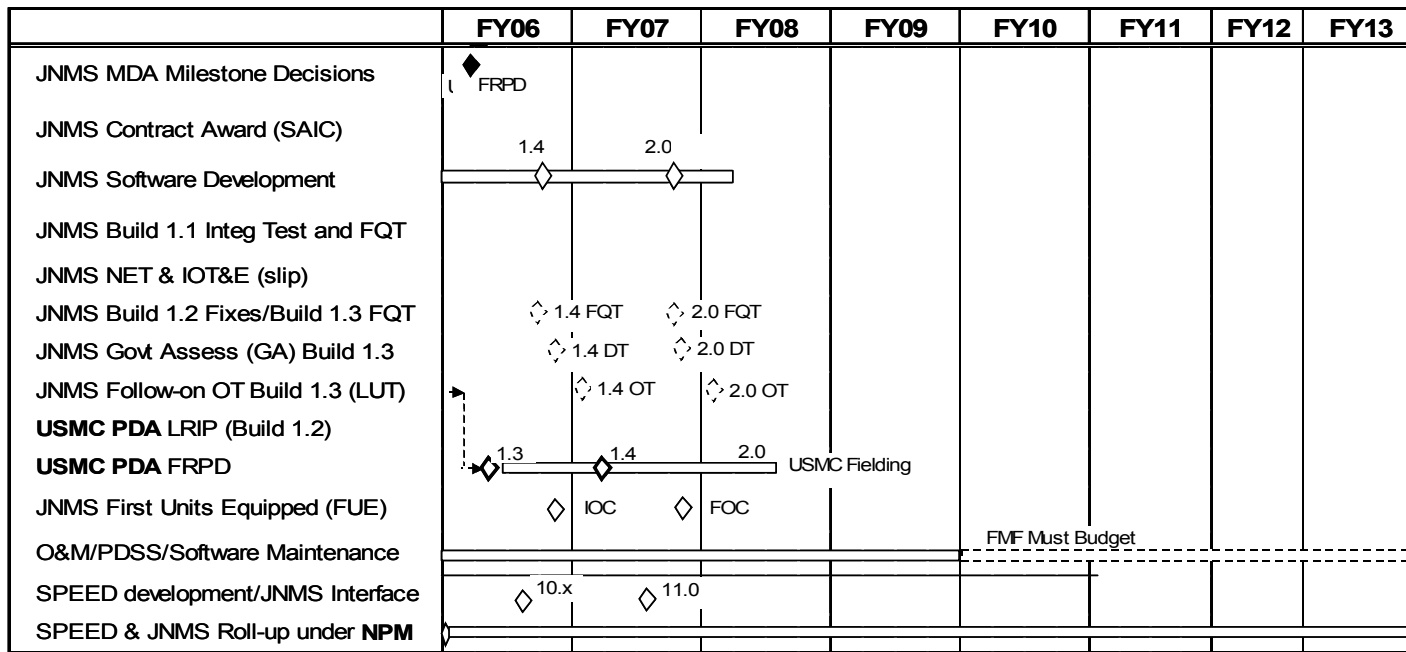 FY06 FY07 FY08 FY09 FY10 FY11 FY12 FY13
JNMS MDA Milestone Decisions
FRPD
JNMS Contract Award (SAIC)
1.4 2.0
JNMS Software Development
JNMS Build 1.1 Integ Test and FQT
JNMS NET & IOT&E (slip)
JNMS Build 1.2 Fixes/Build 1.3 FQT 1.4 FQT 2.0 FQT
JNMS Govt Assess (GA) Build 1.3 1.4 DT 2.0 DT
JNMS Follow-on OT Build 1.3 (LUT) 1.4 OT 2.0 OT
USMC PDA LRIP (Build 1.2)
1.3 1.4 2.0
USMC PDA FRPD USMC Fielding
JNMS First Units Equipped (FUE) IOC FOC
FMF Must Budget
O&M/PDSS/Software Maintenance
SPEED development/JNMS Interface 10.x 11.0
SPEED & JNMS Roll-up under NPM